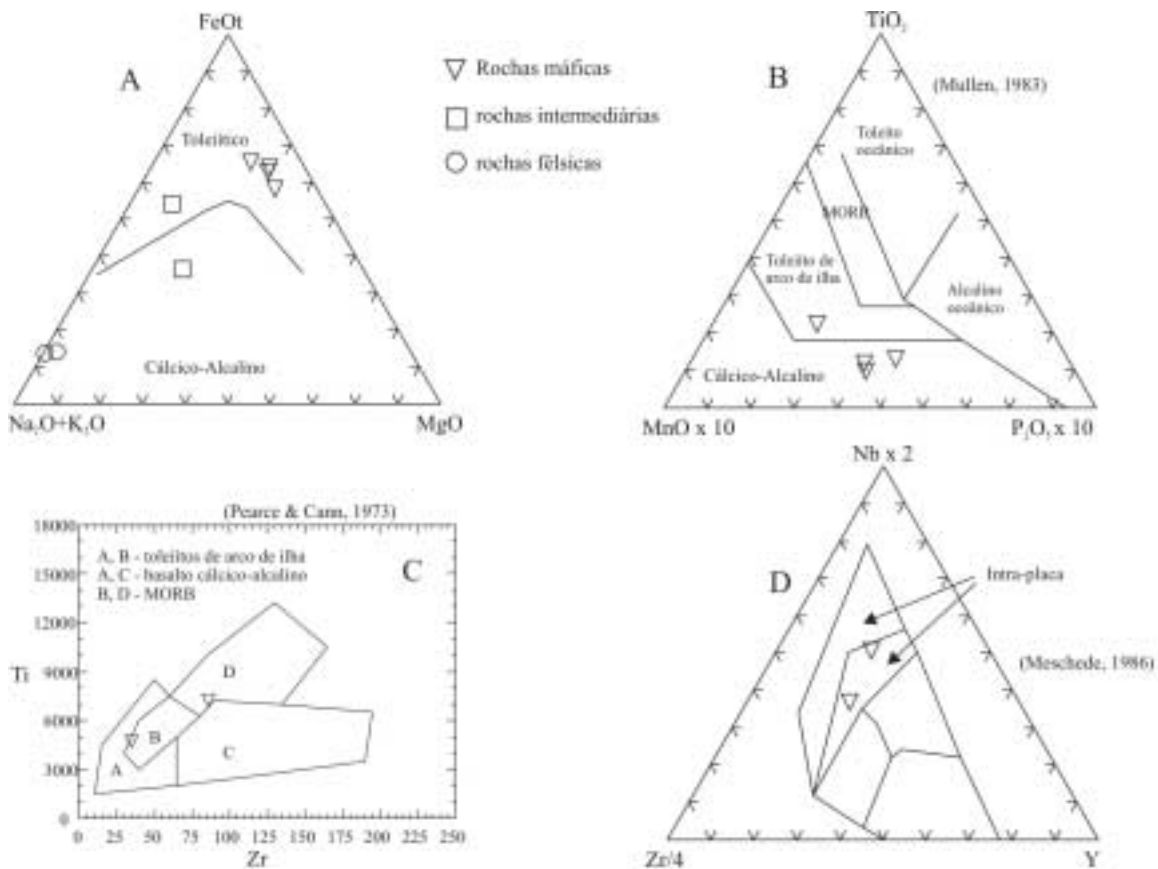 FeOt
A
Toleiítico
Cálcico-Alcalino
Na₂O+K₂O
MgO
Rochas máficas
rochas intermediárias
rochas félsicas
TiO₂
B
(Mullen, 1983)
Toleito
oceânico
MORB
Toleiito de
arco de ilha
Alcalino
oceânico
Cálcico-Alcalino
MnO x 10
P₂O₅ x 10
(Pearce & Cann, 1973)
18000
15000
12000
9000
6000
3000
0
Ti
A, B - toleiitos de arco de ilha
A, C - basalto cálcico-alcalino
B, D - MORB
C
D
B
C
A
0 25 50 75 100 125 150 175 200 225 250
Zr
Nb x 2
D
Intra-placa
(Meschede, 1986)
Zr/4
Y